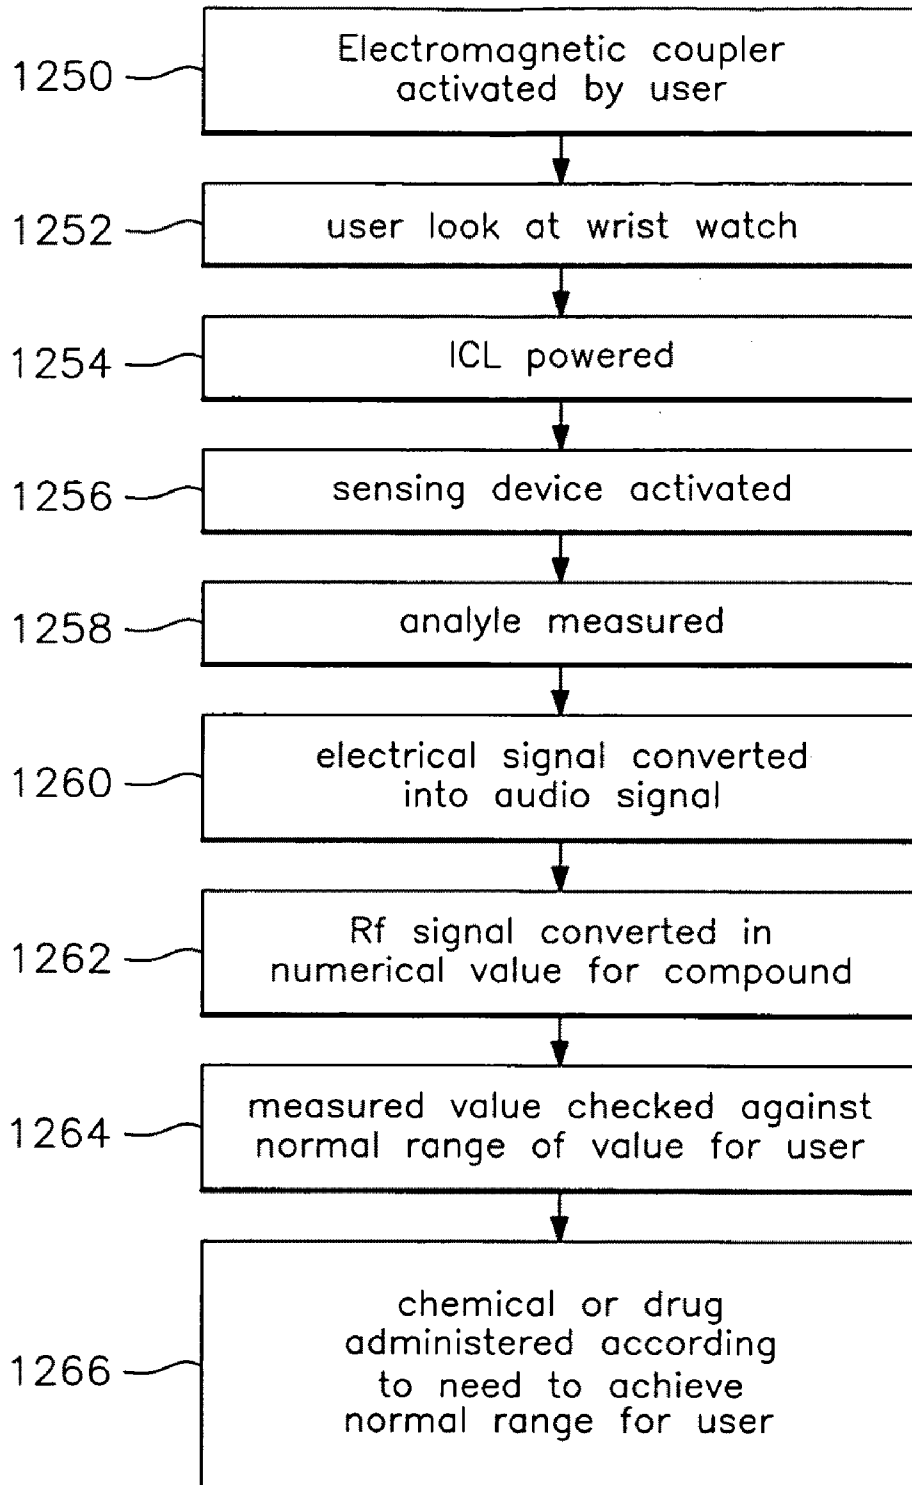 1250
Electromagnetic coupler
activated by user
1252
user look at wrist watch
1254
ICL powered
1256
sensing device activated
1258
analyle measured
1260
electrical signal converted
into audio signal
1262
Rf signal converted in
numerical value for compound
1264
measured value checked against
normal range of value for user
1266
chemical or drug
administered according
to need to achieve
normal range for user